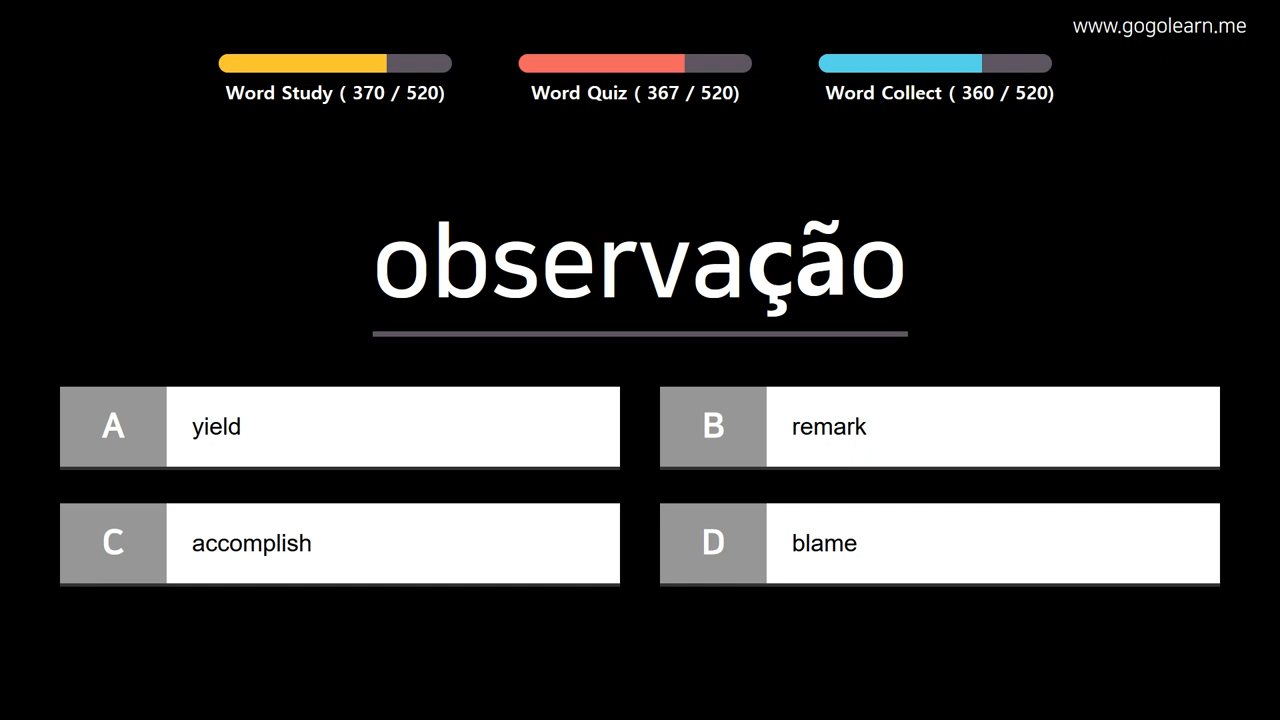 www.gogolearn.me
Word Study ( 370 / 520)
Word Quiz ( 367 / 520)
Word Collect ( 360 / 520)
observação
A yield
B remark
C accomplish
D blame